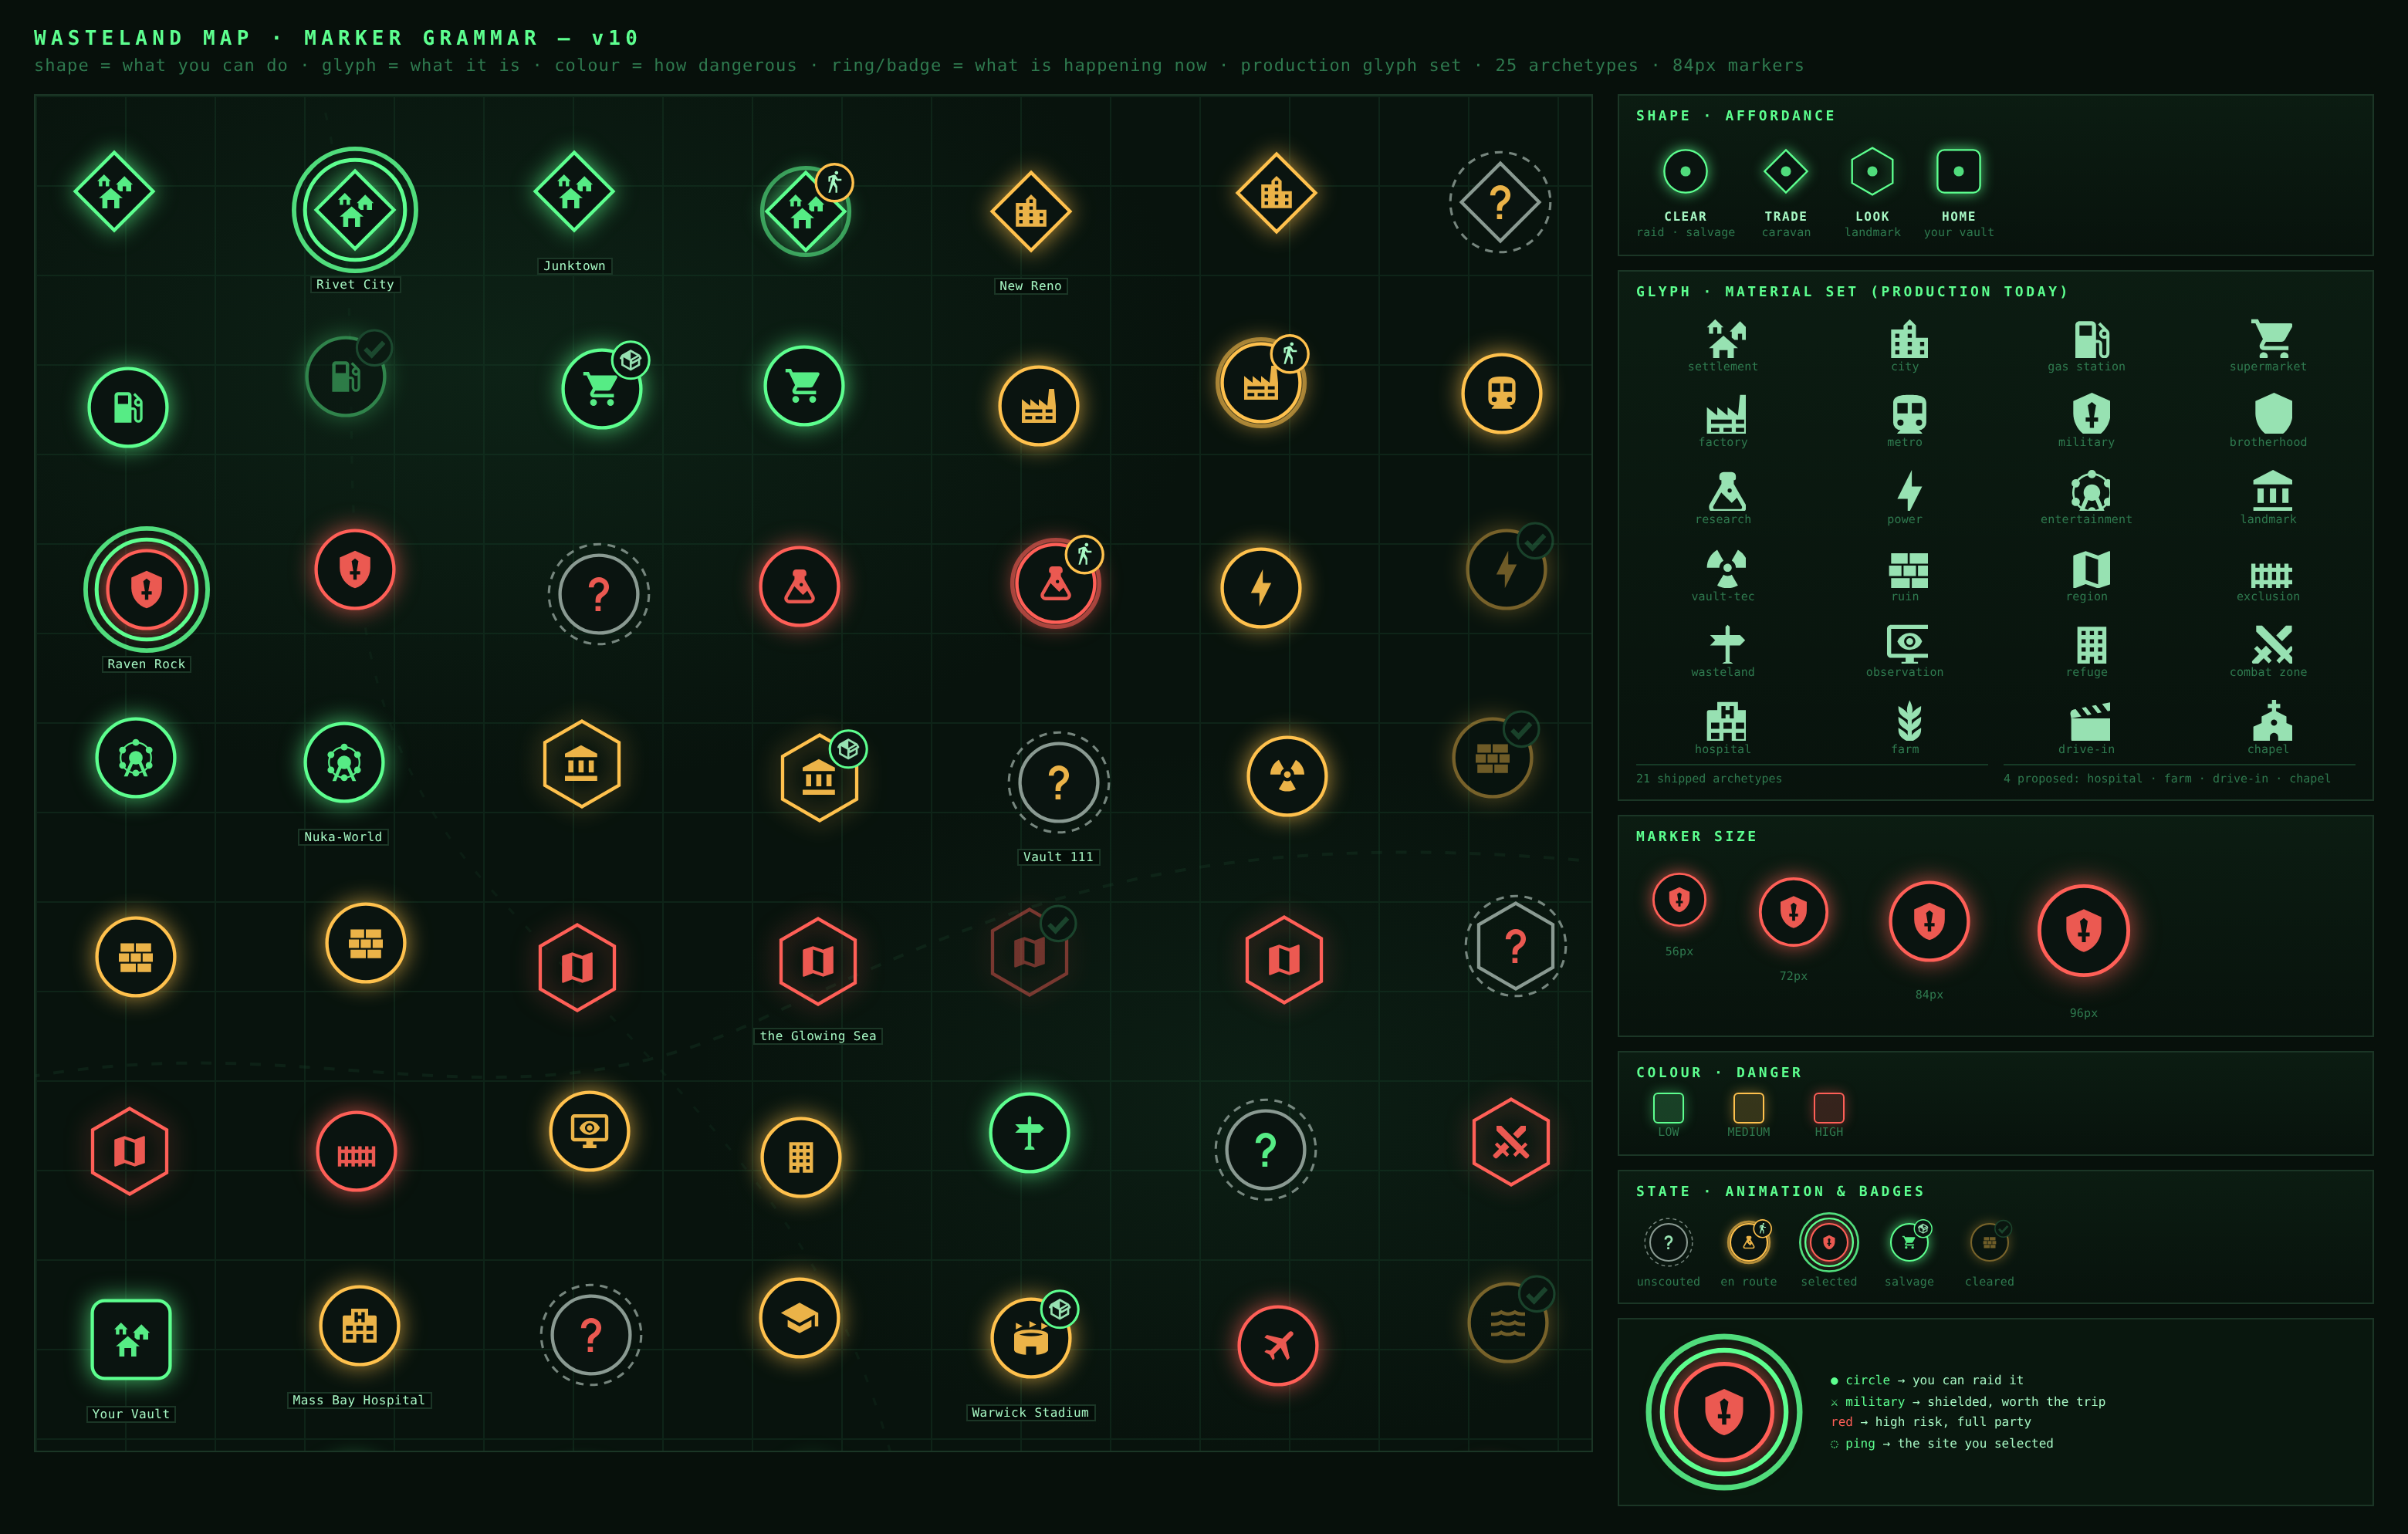 WASTELAND MAP · MARKER GRAMMAR — v10
shape = what you can do · glyph = what it is · colour = how dangerous · ring/badge = what is happening now · production glyph set · 25 archetypes · 84px markers
Rivet City
Junktown
New Reno
?
Raven Rock
?
Nuka-World
?
Vault 111
the Glowing Sea
?
?
Your Vault
Mass Bay Hospital
?
Warwick Stadium
SHAPE · AFFORDANCE
CLEAR TRADE LOOK HOME
raid · salvage caravan landmark your vault
GLYPH · MATERIAL SET (PRODUCTION TODAY)
settlement city gas station supermarket
factory metro military brotherhood
research power entertainment landmark
vault-tec ruin region exclusion
wasteland observation refuge combat zone
hospital farm drive-in chapel
21 shipped archetypes 4 proposed: hospital · farm · drive-in · chapel
MARKER SIZE
56px
72px
84px
96px
COLOUR · DANGER
LOW MEDIUM HIGH
STATE · ANIMATION & BADGES
?
unscouted en route selected salvage cleared
● circle → you can raid it
⚔ military → shielded, worth the trip
red → high risk, full party
◌ ping → the site you selected